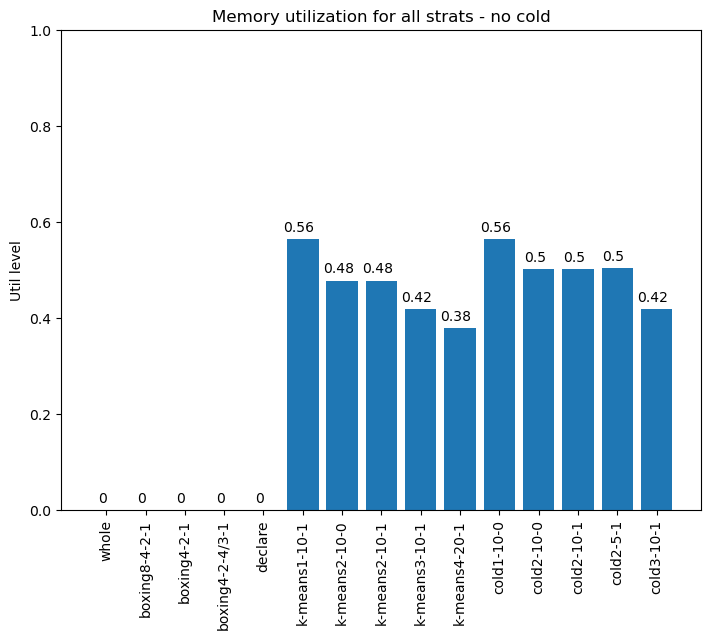 Memory utilization for all strats - no cold
1.0
0.8
0.6
0.4
0.2
0.0
Util level
0
0
0
0
0
0.56
0.48
0.48
0.42
0.38
0.56
0.5
0.5
0.5
0.42
whole
boxing8-4-2-1
boxing4-2-1
boxing4-2-4/3-1
declare
k-means1-10-1
k-means2-10-0
k-means2-10-1
k-means3-10-1
k-means4-20-1
cold1-10-0
cold2-10-0
cold2-10-1
cold2-5-1
cold3-10-1